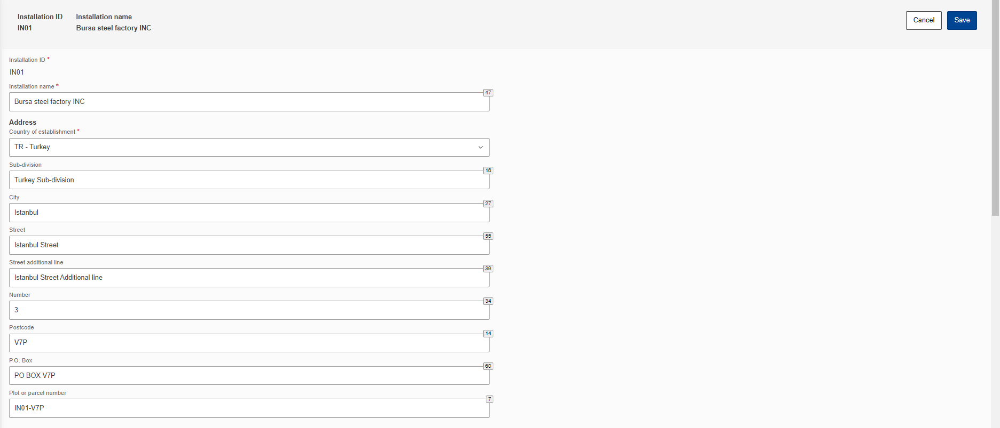 Installation ID Installation name
IN01 Bursa steel factory INC
Cancel Save
Installation ID *
IN01
Installation name *
47
Bursa steel factory INC
Address
Country of establishment *
TR - Turkey
Sub-division
16
Turkey Sub-division
City
27
Istanbul
Street
55
Istanbul Street
Street additional line
39
Istanbul Street Additional line
Number
34
3
Postcode
14
V7P
P.O. Box
60
PO BOX V7P
Plot or parcel number
7
IN01-V7P